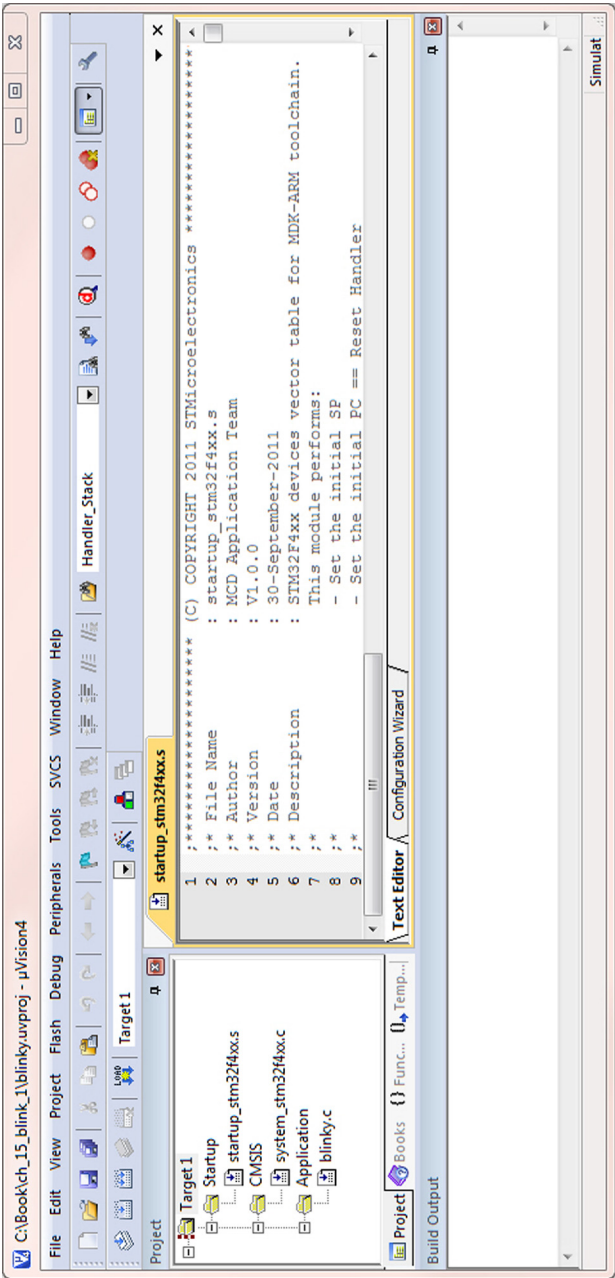 C:\Book\ch_15_blink_1\blinky.uvproj - µVision4
File Edit View Project Flash Debug Peripherals Tools SVCS Window Help
Handler_Stack
LOAD
Target 1
Project
Target 1
Startup
startup_stm32f4xx.s
CMSIS
system_stm32f4xx.c
Application
blinky.c
Project Books {} Func... 0 Temp...
startup_stm32f4xx.s
1 ;******************** (C) COPYRIGHT 2011 STMicroelectronics ********************
2 ;* File Name : startup_stm32f4xx.s
3 ;* Author : MCD Application Team
4 ;* Version : V1.0.0
5 ;* Date : 30-September-2011
6 ;* Description : STM32F4xx devices vector table for MDK-ARM toolchain.
7 ;* This module performs:
8 ;* - Set the initial SP
9 ;* - Set the initial PC == Reset Handler
Text Editor Configuration Wizard
Build Output
Simulat